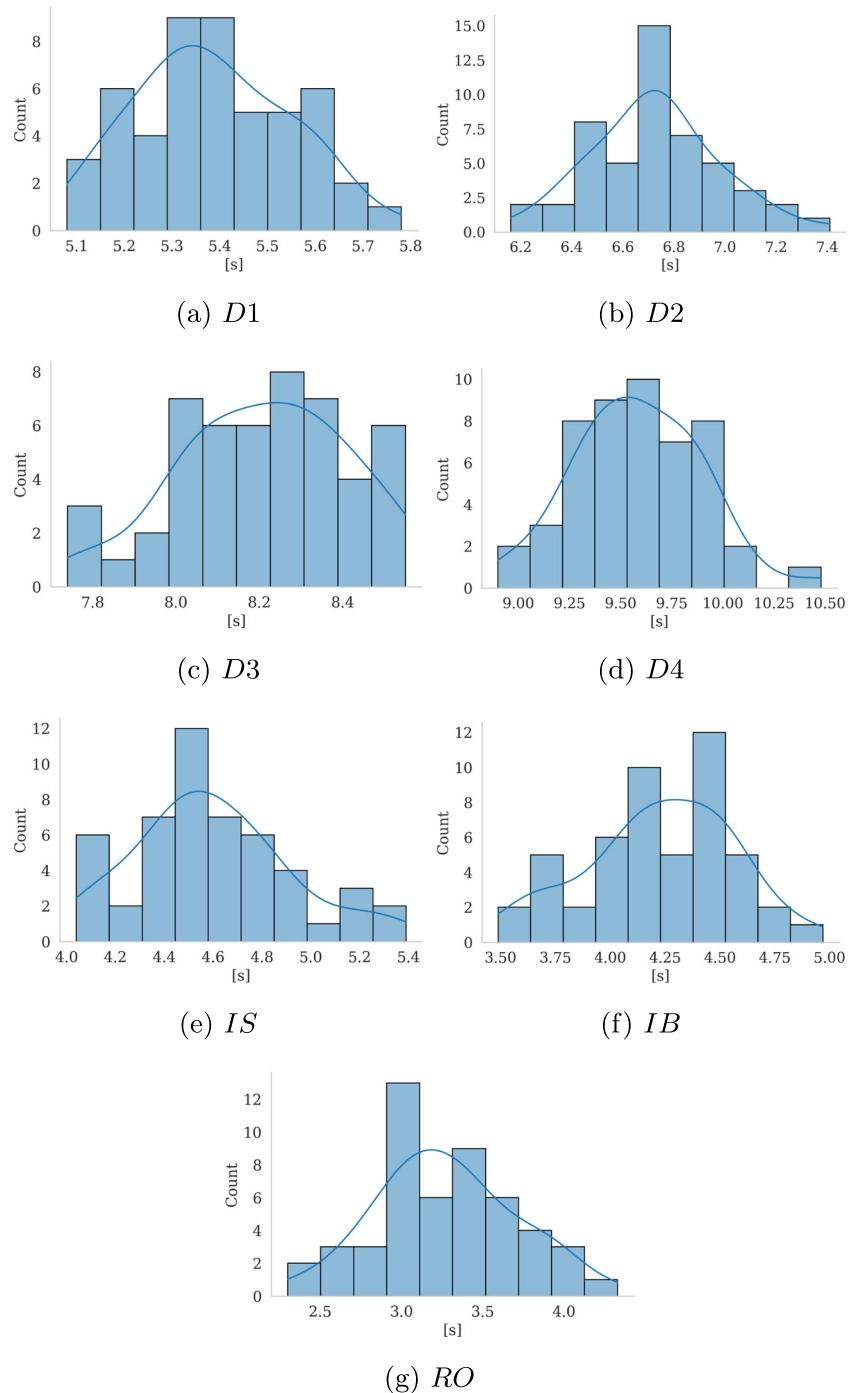 8
6
4
2
0
Count
5.1 5.2 5.3 5.4 5.5 5.6 5.7 5.8
[s]
(a) D1
15.0
12.5
10.0
7.5
5.0
2.5
0.0
Count
6.2 6.4 6.6 6.8 7.0 7.2 7.4
[s]
(b) D2
8
6
4
2
0
Count
7.8 8.0 8.2 8.4
[s]
(c) D3
10
8
6
4
2
0
Count
9.00 9.25 9.50 9.75 10.00 10.25 10.50
[s]
(d) D4
12
10
8
6
4
2
0
Count
4.0 4.2 4.4 4.6 4.8 5.0 5.2 5.4
[s]
(e) IS
12
10
8
6
4
2
0
Count
3.50 3.75 4.00 4.25 4.50 4.75 5.00
[s]
(f) IB
12
10
8
6
4
2
0
Count
2.5 3.0 3.5 4.0
[s]
(g) RO